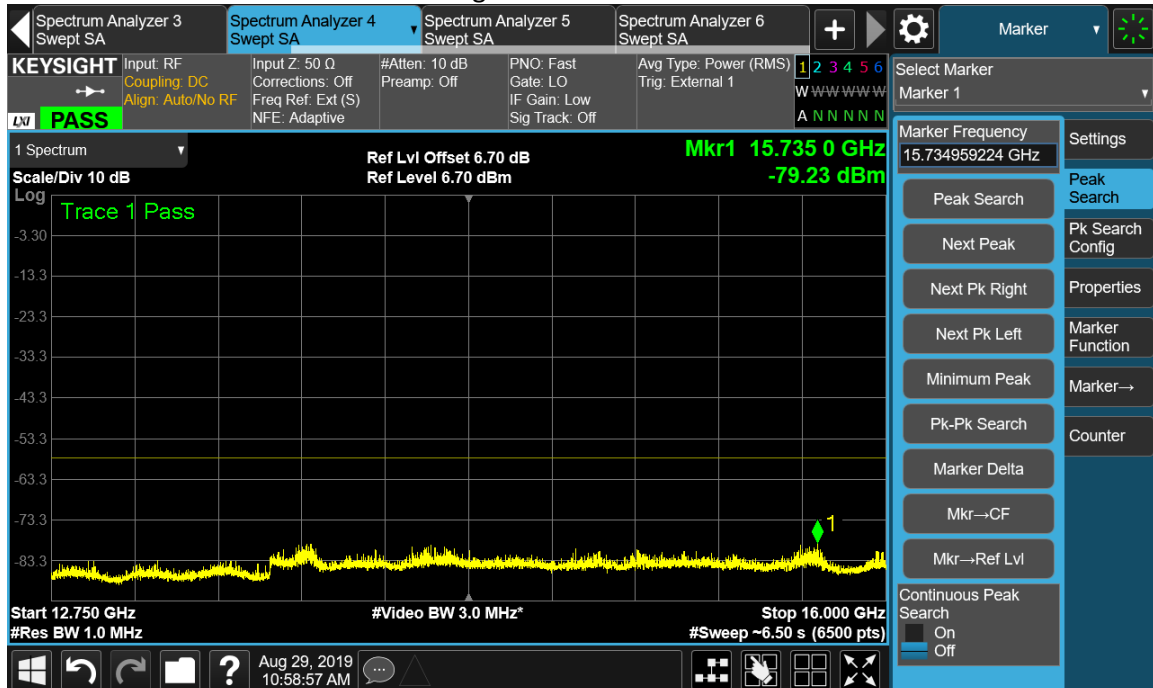 Spectrum Analyzer 3
Swept SA
Spectrum Analyzer 4
Swept SA
Spectrum Analyzer 5
Swept SA
Spectrum Analyzer 6
Swept SA
+
Marker
KEYSIGHT
LXI
PASS
Input: RF
Coupling: DC
Align: Auto/No RF
Input Z: 50 Ω
Corrections: Off
Freq Ref: Ext (S)
NFE: Adaptive
#Atten: 10 dB
Preamp: Off
PNO: Fast
Gate: LO
IF Gain: Low
Sig Track: Off
Avg Type: Power (RMS)
Trig: External 1
1 2 3 4 5 6
W W W W W W
A N N N N N
Select Marker
Marker 1
1 Spectrum
Scale/Div 10 dB
Ref Lvl Offset 6.70 dB
Ref Level 6.70 dBm
Mkr1 15.735 0 GHz
-79.23 dBm
Log
Trace 1 Pass
-3.30
-13.3
-23.3
-33.3
-43.3
-53.3
-63.3
-73.3
-83.3
1
Start 12.750 GHz
#Res BW 1.0 MHz
#Video BW 3.0 MHz*
Stop 16.000 GHz
#Sweep ~6.50 s (6500 pts)
Marker Frequency
15.734959224 GHz
Peak Search
Next Peak
Next Pk Right
Next Pk Left
Minimum Peak
Pk-Pk Search
Marker Delta
Mkr→CF
Mkr→Ref Lvl
Continuous Peak
Search
On
Off
Settings
Peak
Search
Pk Search
Config
Properties
Marker
Function
Marker→
Counter
?
Aug 29, 2019
10:58:57 AM